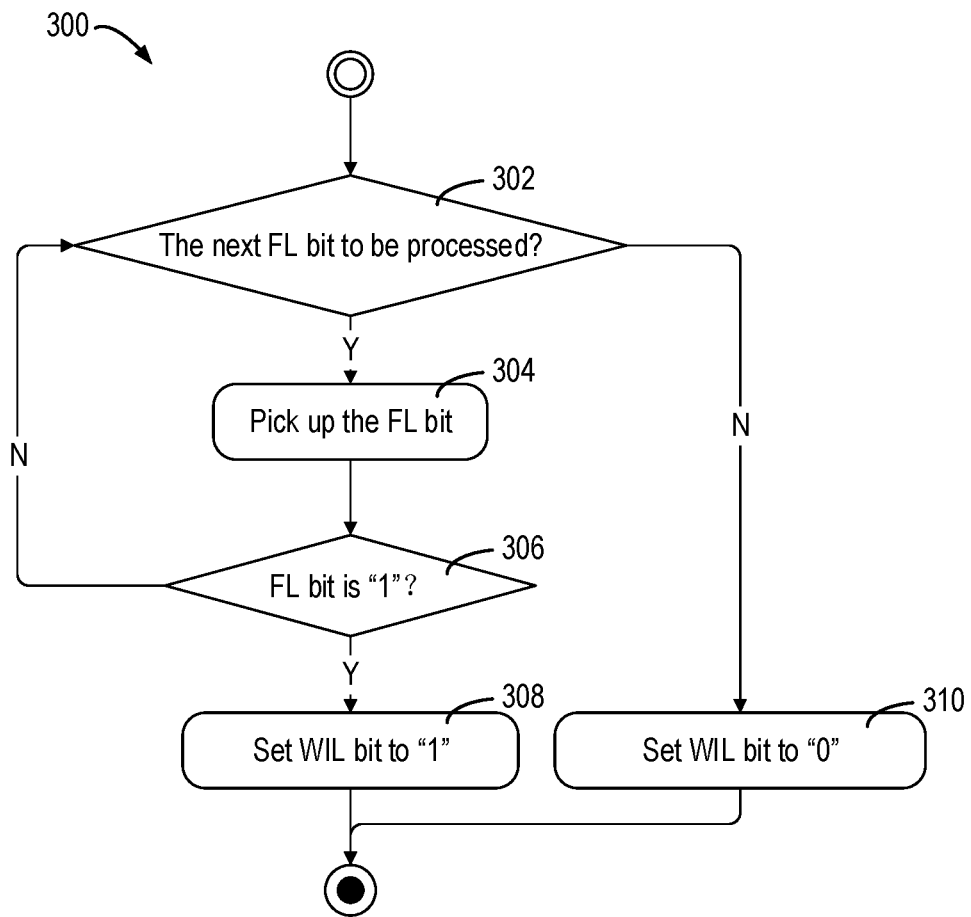 300
302
The next FL bit to be processed?
Y
304
Pick up the FL bit
N
N
306
FL bit is “1”?
Y
308
310
Set WIL bit to “1”
Set WIL bit to “0”